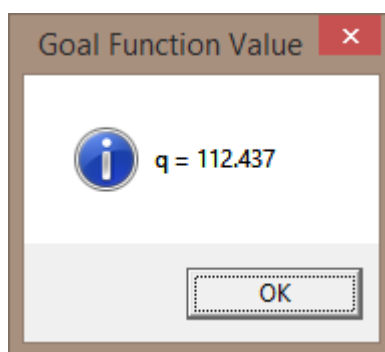 Goal Function Value
q = 112.437
OK